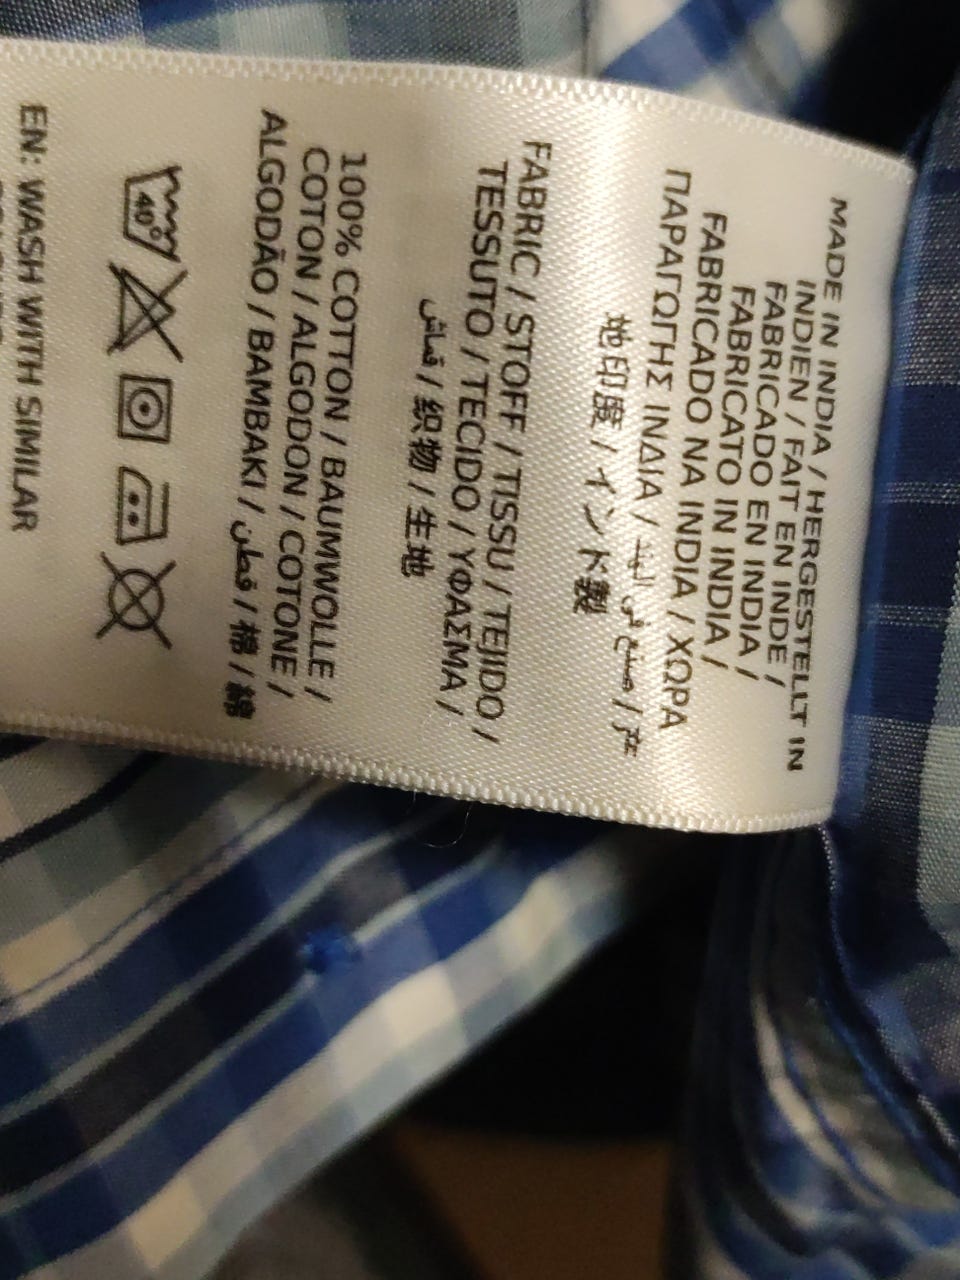 MADE IN INDIA / HERGESTELLT IN
INDIEN / FAIT EN INDE /
FABRICADO EN INDIA /
FABRICATO IN INDIA /
FABRICADO NA INDIA / ΧΩΡΑ
ΠΑΡΑΓΩΓΗΣ ΙΝΔΙΑ / صنع في الهند / 产
地印度 / インド製
FABRIC / STOFF / TISSU / TEJIDO /
TESSUTO / TECIDO / ΥΦΑΣΜΑ /
قماش / 织物 / 生地
100% COTTON / BAUMWOLLE /
COTON / ALGODON / COTONE /
ALGODÃO / BAMBAKI / قطن / 棉 / 綿
40°
EN: WASH WITH SIMILAR